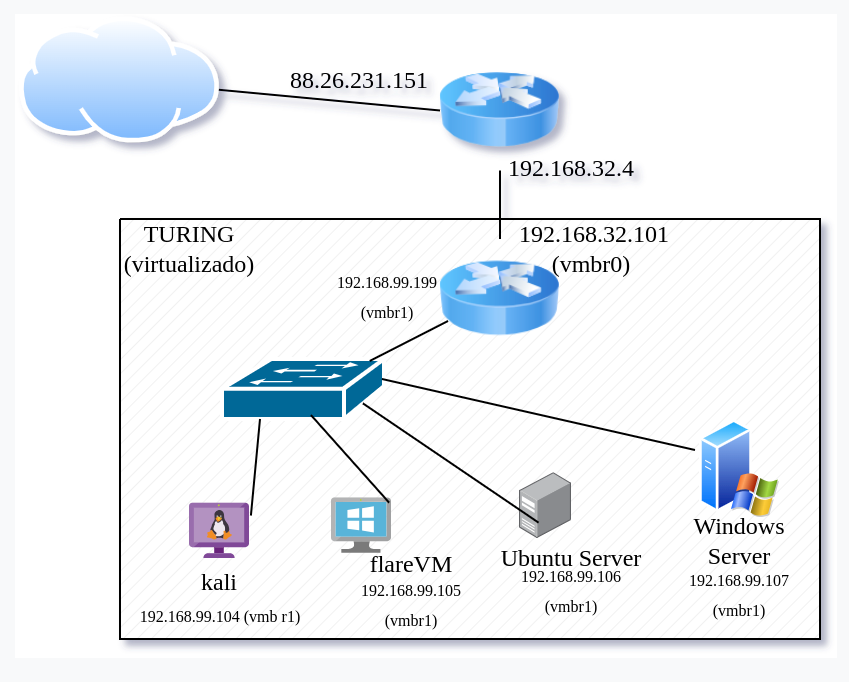 88.26.231.151
192.168.32.4
TURING
(virtualizado)
192.168.32.101
(vmbr0)
192.168.99.199
(vmbr1)
kali
192.168.99.104 (vmb r1)
flareVM
192.168.99.105
(vmbr1)
Ubuntu Server
192.168.99.106
(vmbr1)
Windows
Server
192.168.99.107
(vmbr1)